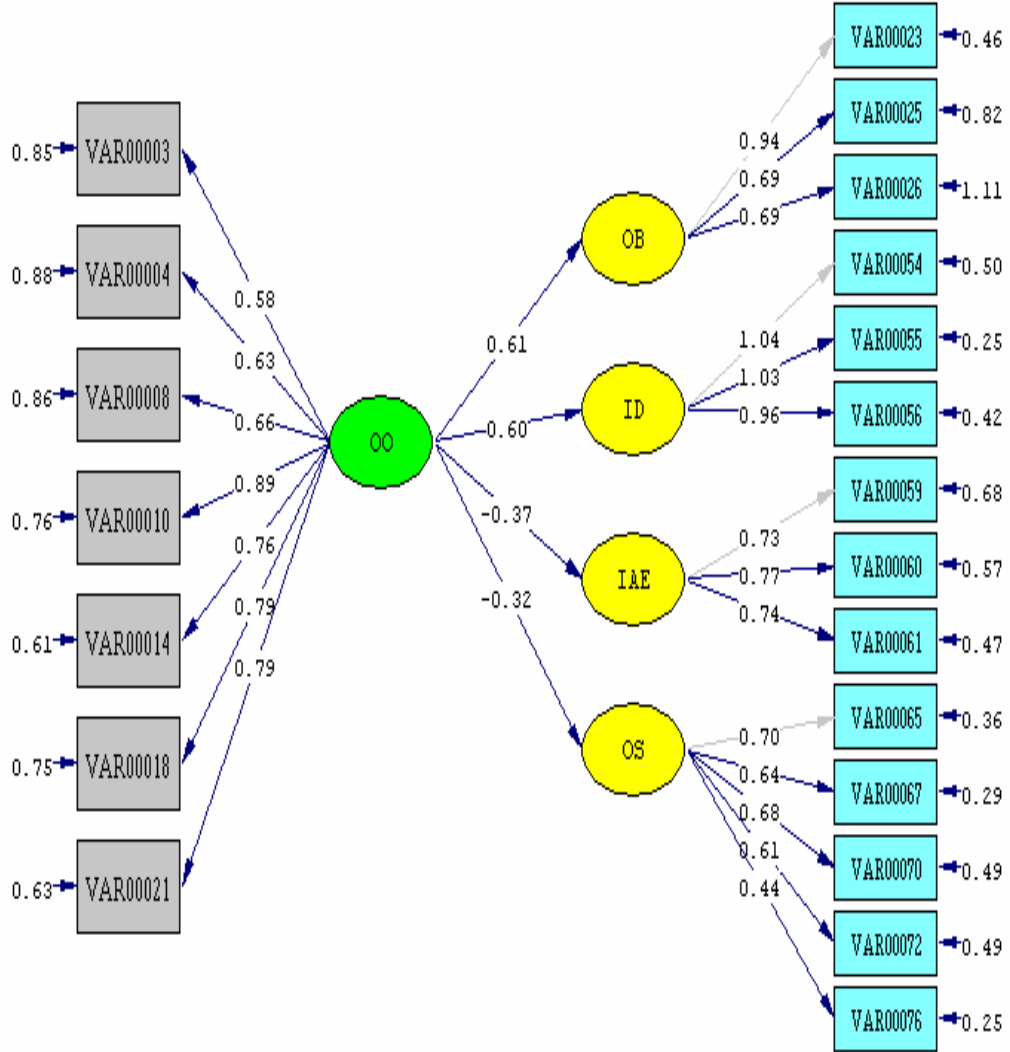 0.85 VAR00003
0.88 VAR00004
0.86 VAR00008
0.76 VAR00010
0.61 VAR00014
0.75 VAR00018
0.63 VAR00021
0.58
0.63
0.66
0.89
0.76
0.79
0.79
OO
0.61
0.60
-0.37
-0.32
OB
ID
IAE
OS
0.94
0.69
0.69
1.04
1.03
0.96
0.73
0.77
0.74
0.70
0.64
0.68
0.61
0.44
VAR00023 0.46
VAR00025 0.82
VAR00026 1.11
VAR00054 0.50
VAR00055 0.25
VAR00056 0.42
VAR00059 0.68
VAR00060 0.57
VAR00061 0.47
VAR00065 0.36
VAR00067 0.29
VAR00070 0.49
VAR00072 0.49
VAR00076 0.25